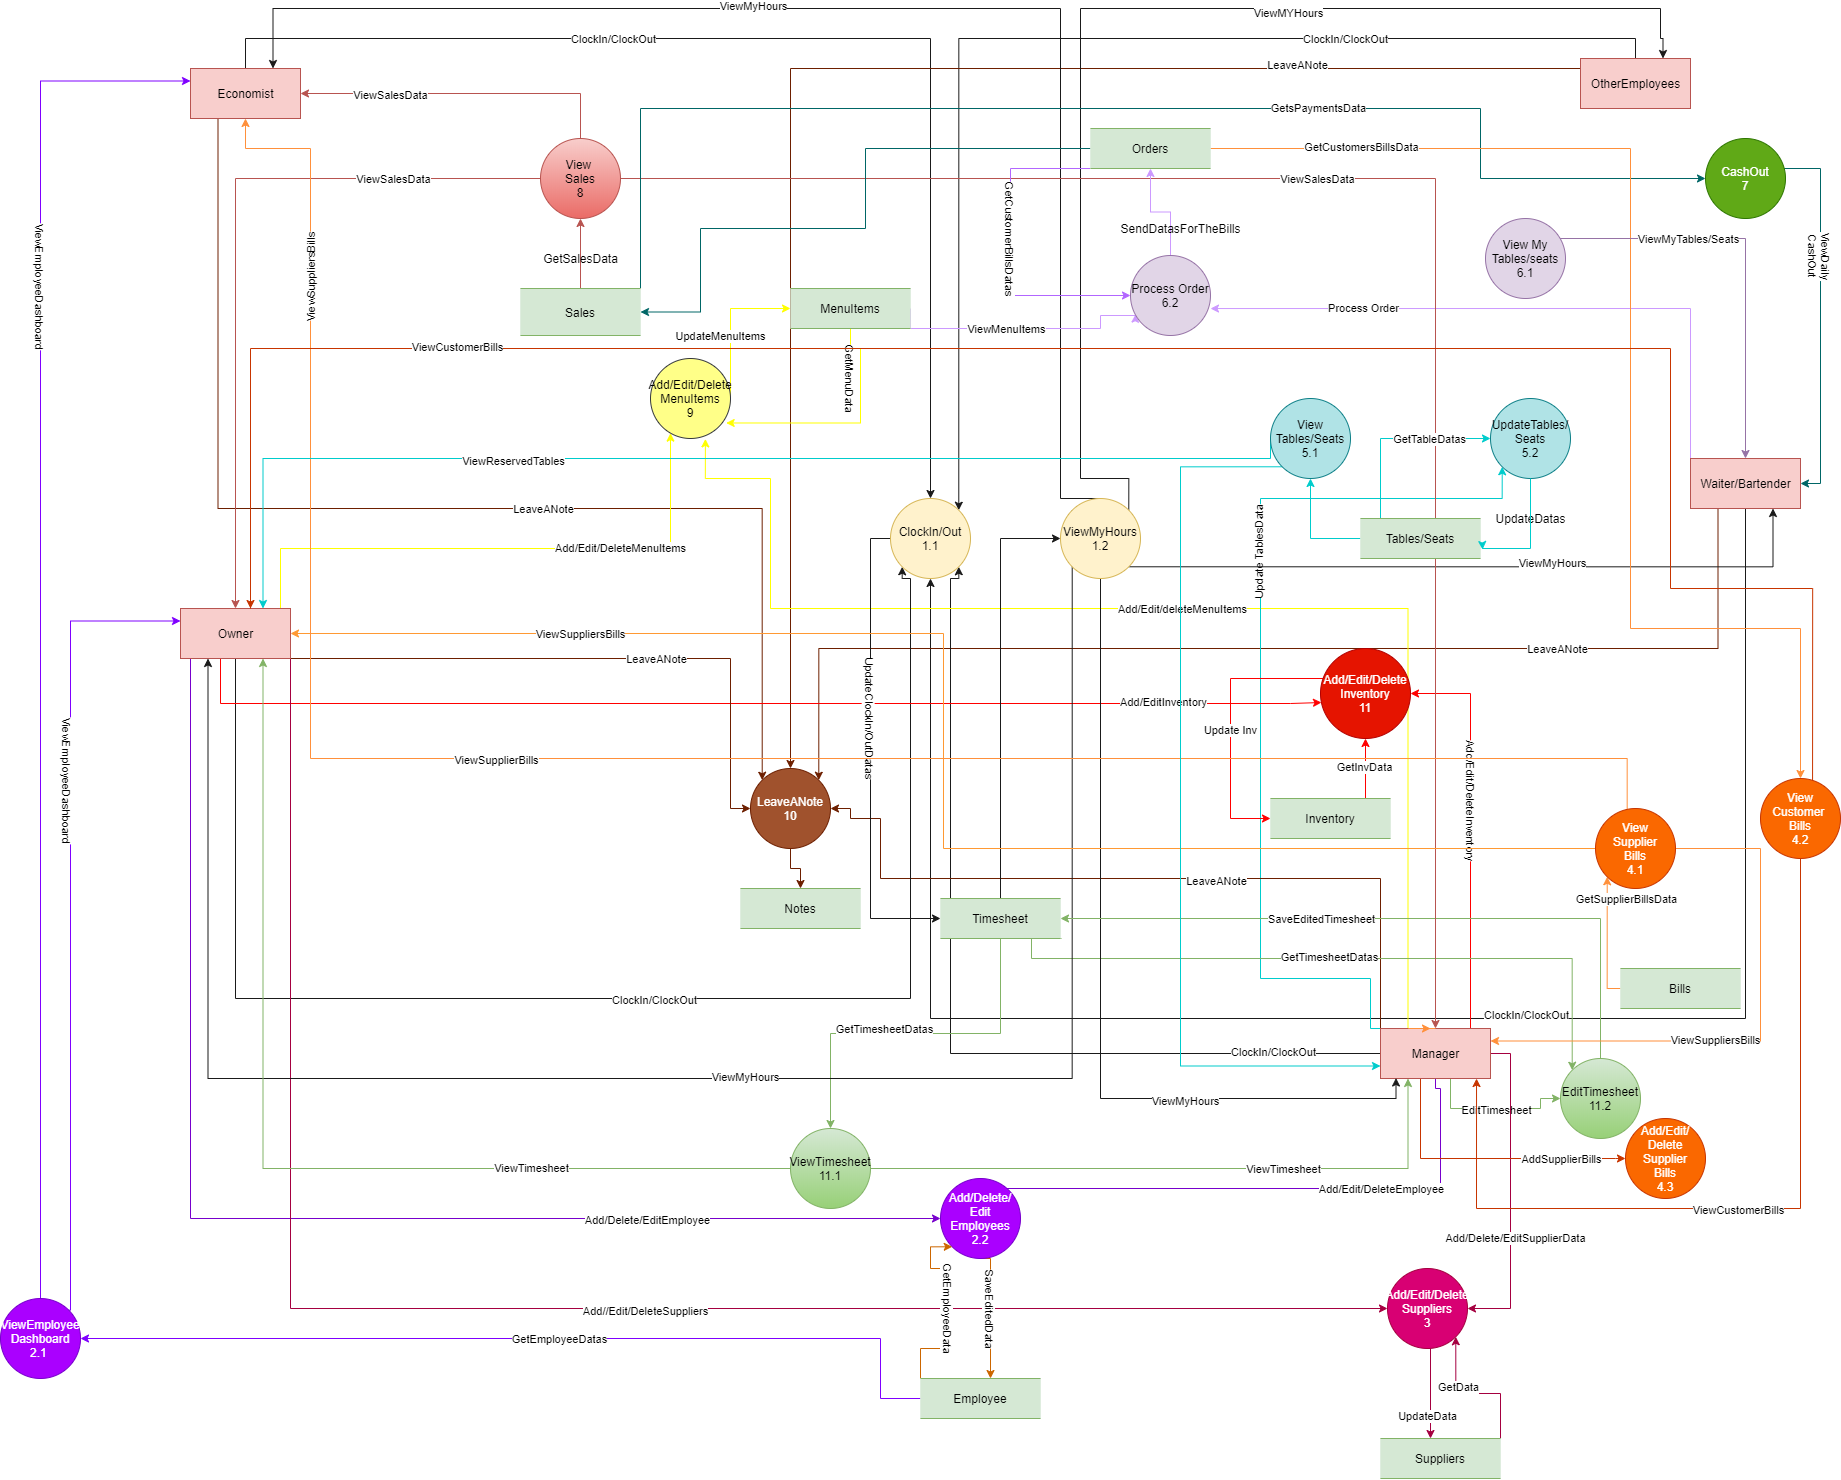 ViewMyHours
ViewMYHours
ClockIn/ClockOut
ClockIn/ClockOut
LeaveANote
Economist
OtherEmployees
ViewSalesData
GetsPaymentsData
Orders
GetCustomersBillsData
View
Sales
8
CashOut
7
ViewSalesData
ViewSalesData
GetCustomerBillsDatas
SendDatasForTheBills
ViewMyTables/Seats
ViewDaily
CashOut
View My
Tables/seats
6.1
GetSalesData
ViewEmployeeDashboard
ViewSuppliersBills
Process Order
6.2
Sales
MenuItems
Process Order
UpdateMenuItems
ViewMenuItems
ViewCustomerBills
GetMenuData
Add/Edit/Delete
MenuItems
9
View
Tables/Seats
5.1
GetTableDatas
UpdateTables/
Seats
5.2
ViewReservedTables
Waiter/Bartender
LeaveANote
ClockIn/Out
1.1
ViewMyHours
1.2
Update TablesData
Tables/Seats
UpdateDatas
Add/Edit/DeleteMenuItems
ViewMyHours
Add/Edit/deleteMenuItems
Owner
ViewSuppliersBills
LeaveANote
LeaveANote
UpdateClockIn/OutDatas
Add/Edit/Delete
Inventory
11
Add/EditInventory
Update Inv
ViewEmployeeDashboard
ViewSupplierBills
GetInvData
Add/Edit/DeleteInventory
LeaveANote
10
Inventory
View
Customer
Bills
4.2
View
Supplier
Bills
4.1
LeaveANote
GetSupplierBillsData
Notes
Timesheet
SaveEditedTimesheet
GetTimesheetDatas
Bills
ClockIn/ClockOut
ClockIn/ClockOut
GetTimesheetDatas
ClockIn/ClockOut
Manager
ViewSuppliersBills
ViewMyHours
ViewMyHours
EditTimesheet
EditTimesheet
11.2
ViewTimesheet
ViewTimesheet
11.1
ViewTimesheet
AddSupplierBills
Add/Edit/
Delete
Supplier
Bills
4.3
Add/Edit/DeleteEmployee
Add/Delete/
Edit
Employees
2.2
Add/Delete/EditEmployee
ViewCustomerBills
Add/Delete/EditSupplierData
GetEmployeeData
SaveEditedData
Add//Edit/DeleteSuppliers
Add/Edit/Delete
Suppliers
3
ViewEmployee
Dashboard
2.1
GetEmployeeDatas
Employee
GetData
UpdateData
Suppliers